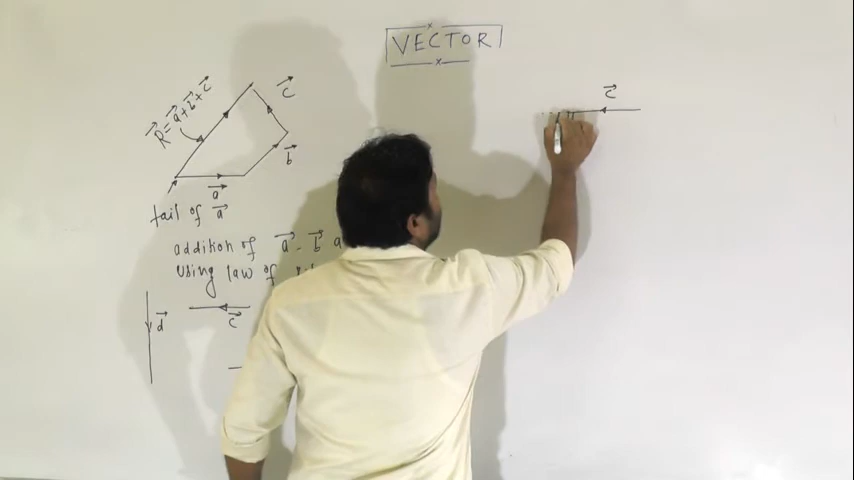 VECTOR
R⃗ = a⃗ + b⃗ + c⃗
c⃗
b⃗
a⃗
tail of a⃗
addition of a⃗ - b⃗
using law of
d⃗
c⃗
c⃗